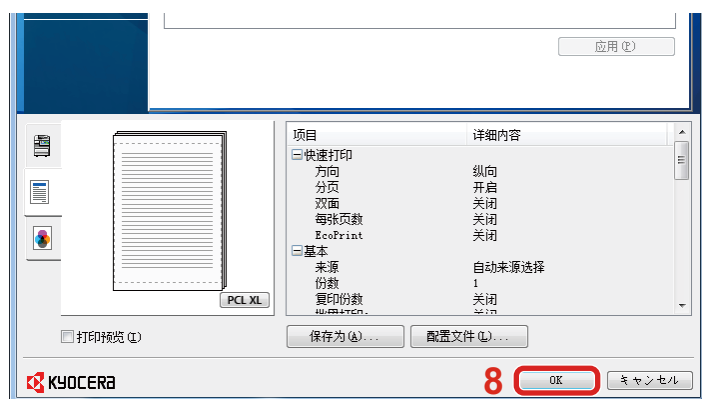 应用(P)
项目 详细内容
快速打印
方向 纵向
分页 开启
双面 关闭
每张页数 关闭
EcoPrint 关闭
基本
来源 自动来源选择
份数 1
复印份数 关闭
PCL XL
打印预览(I)
保存为(A)...
配置文件(L)...
KYOCERA
8
OK
キャンセル